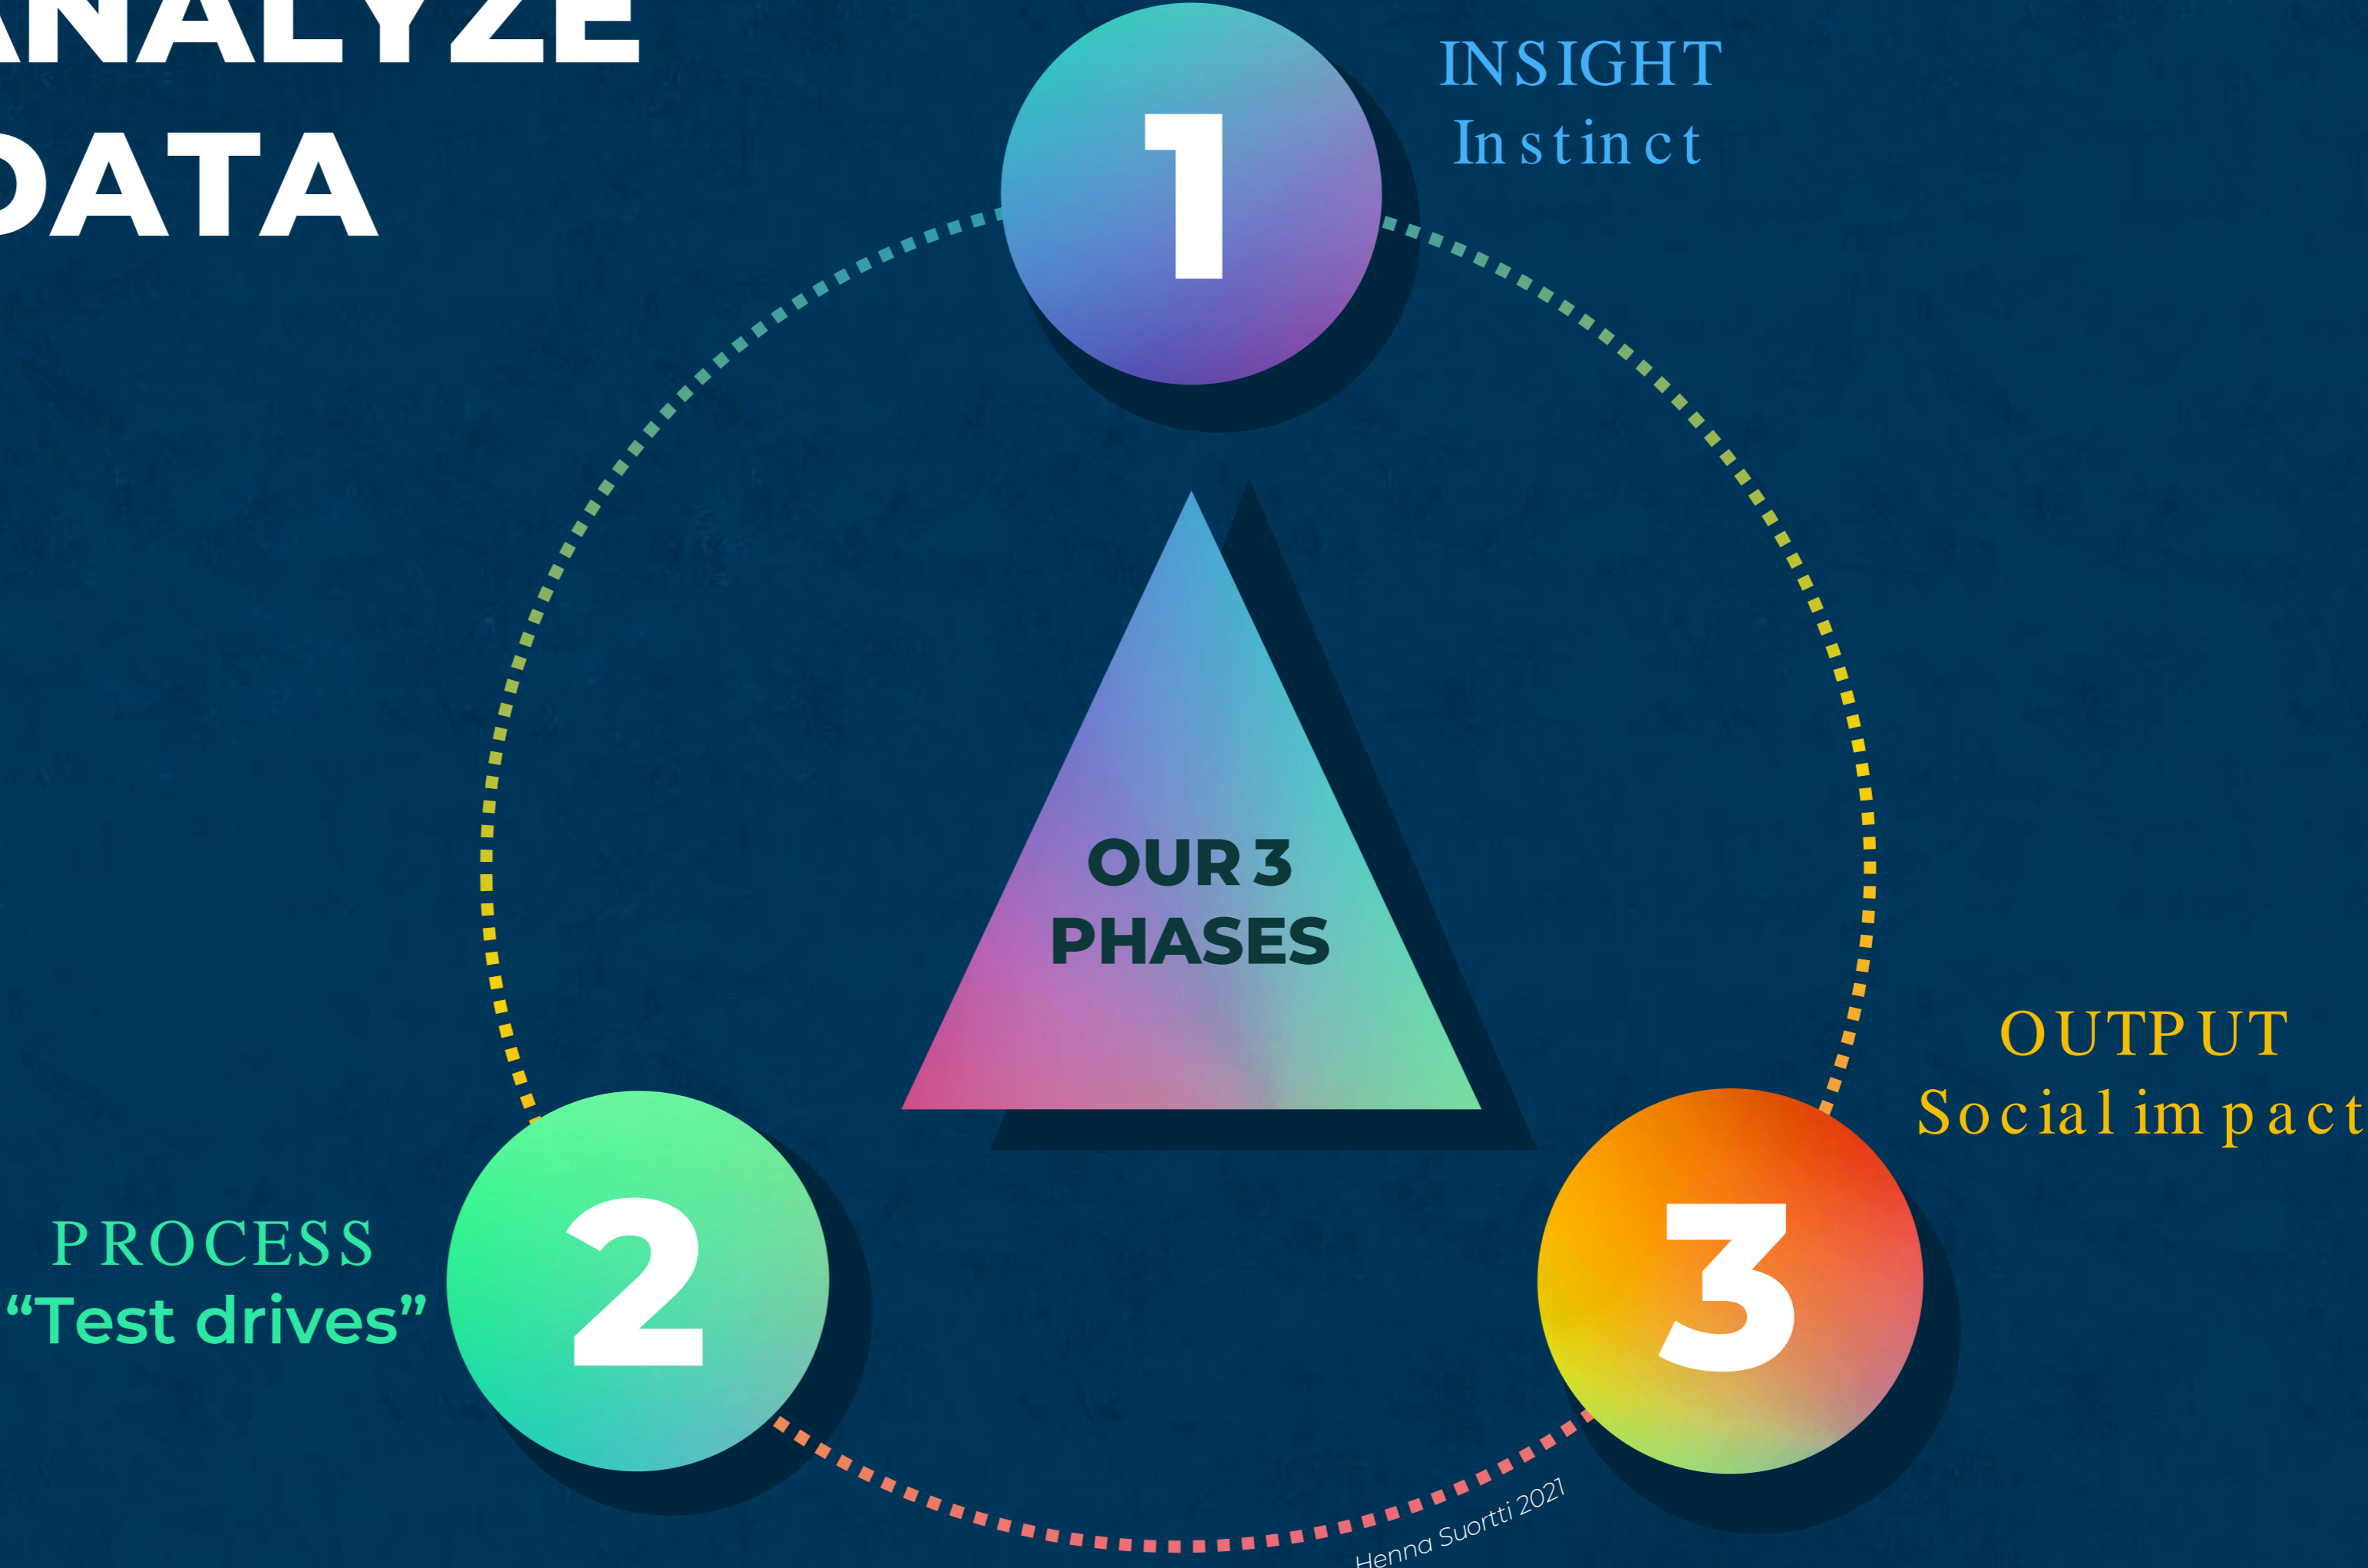 ANALYZE
DATA
1
INSIGHT
Instinct
OUR 3
PHASES
OUTPUT
Social impact
2
3
PROCESS
“Test drives”
Henna Suortti 2021